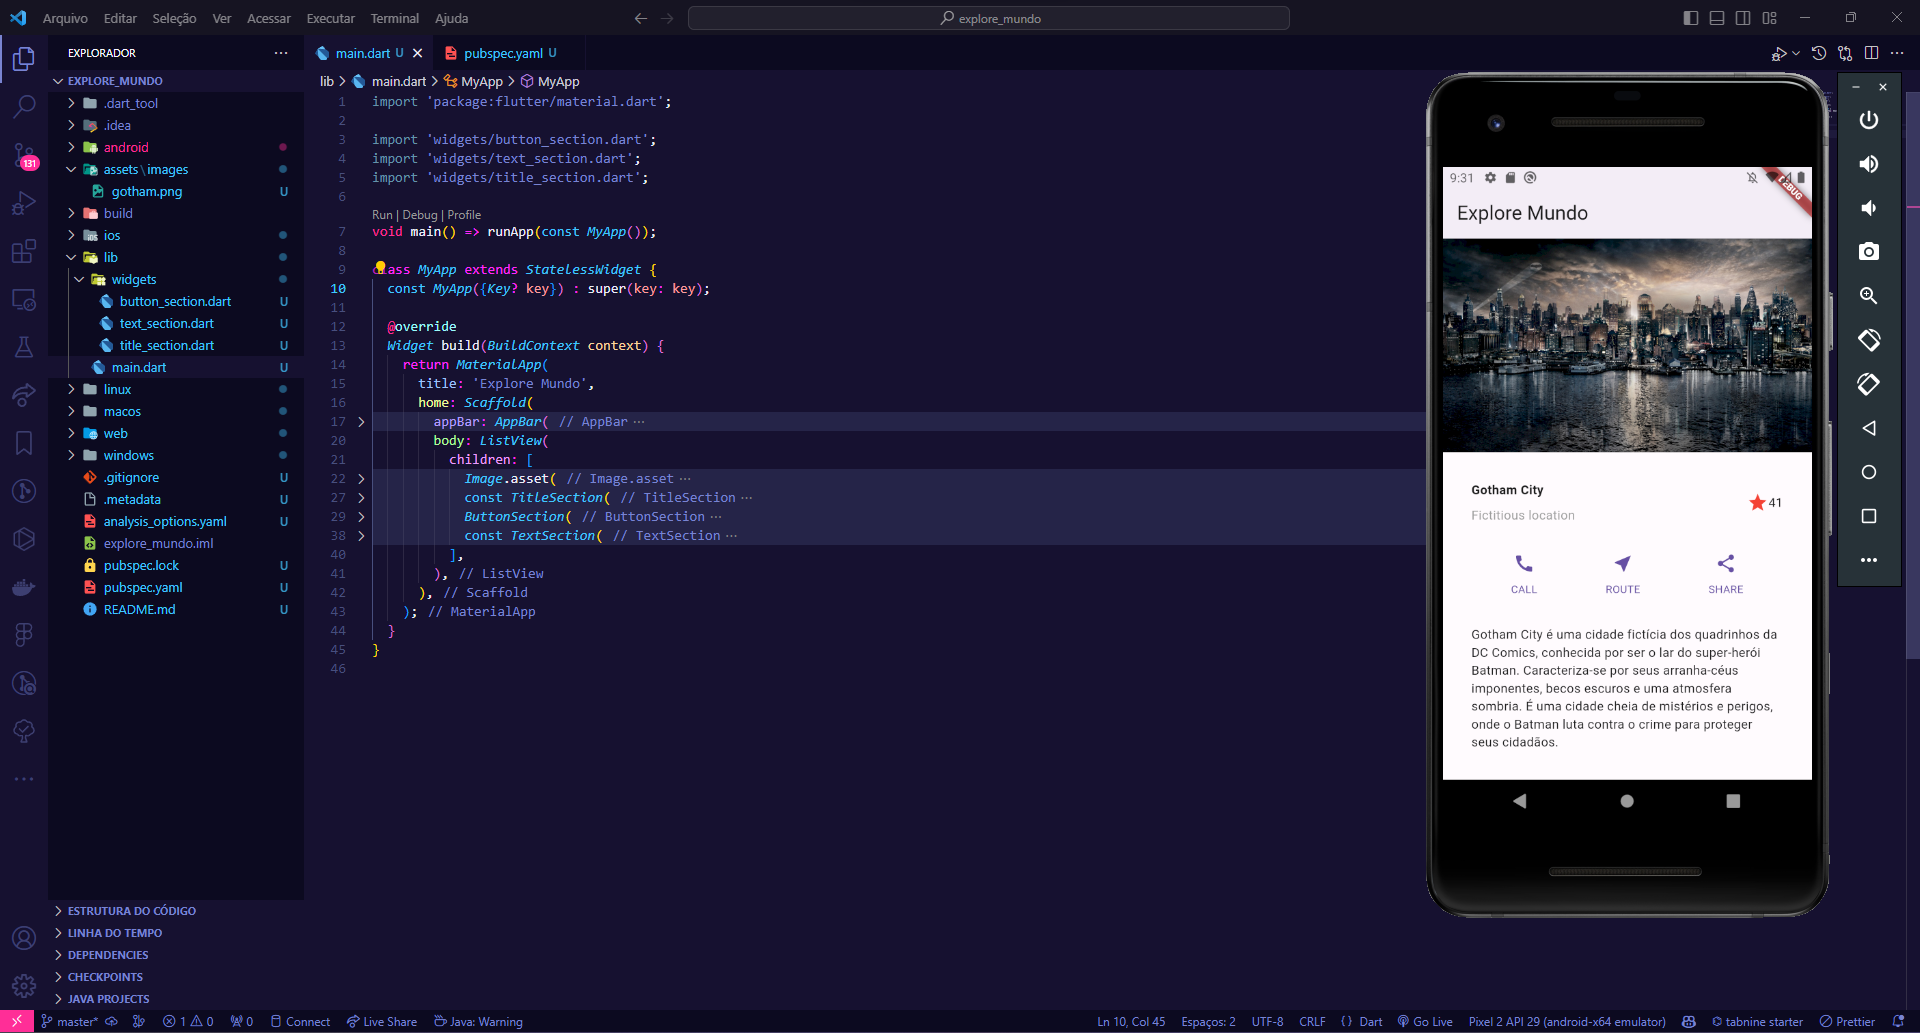 Arquivo Editar Seleção Ver Acessar Executar Terminal Ajuda
explore_mundo
EXPLORADOR
main.dart U
pubspec.yaml U
EXPLORE_MUNDO
.dart_tool
.idea
android
assets\images
gotham.png U
build
ios
lib
widgets
button_section.dart U
text_section.dart U
title_section.dart U
main.dart U
linux
macos
web
windows
.gitignore U
.metadata U
analysis_options.yaml U
explore_mundo.iml
pubspec.lock U
pubspec.yaml U
README.md U
131
ESTRUTURA DO CÓDIGO
LINHA DO TEMPO
DEPENDENCIES
CHECKPOINTS
JAVA PROJECTS
lib > main.dart > MyApp > MyApp
1 import 'package:flutter/material.dart';
2
3 import 'widgets/button_section.dart';
4 import 'widgets/text_section.dart';
5 import 'widgets/title_section.dart';
6
Run | Debug | Profile
7 void main() => runApp(const MyApp());
8
9 class MyApp extends StatelessWidget {
10 const MyApp({Key? key}) : super(key: key);
11
12 @override
13 Widget build(BuildContext context) {
14 return MaterialApp(
15 title: 'Explore Mundo',
16 home: Scaffold(
17 appBar: AppBar( // AppBar ...
20 body: ListView(
21 children: [
22 Image.asset( // Image.asset ...
27 const TitleSection( // TitleSection ...
29 ButtonSection( // ButtonSection ...
38 const TextSection( // TextSection ...
40 ],
41 ), // ListView
42 ), // Scaffold
43 ); // MaterialApp
44 }
45 }
46
9:31
DEBUG
Explore Mundo
Gotham City
Fictitious location
41
CALL ROUTE SHARE
Gotham City é uma cidade fictícia dos quadrinhos da
DC Comics, conhecida por ser o lar do super-herói
Batman. Caracteriza-se por seus arranha-céus
imponentes, becos escuros e uma atmosfera
sombria. É uma cidade cheia de mistérios e perigos,
onde o Batman luta contra o crime para proteger
seus cidadãos.
master* 1 0 0 Connect Live Share Java: Warning
Ln 10, Col 45 Espaços: 2 UTF-8 CRLF {} Dart Go Live Pixel 2 API 29 (android-x64 emulator) tabnine starter Prettier